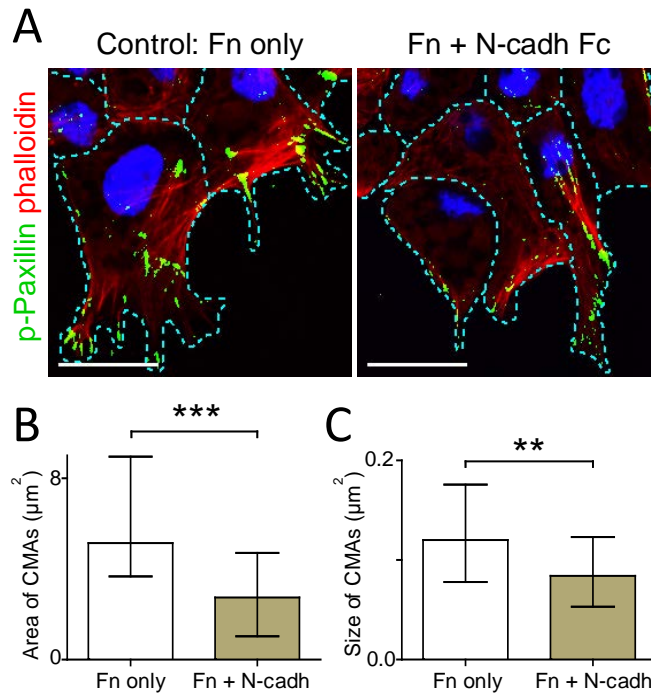 A
Control: Fn only
Fn + N-cadh Fc
p-Paxillin phalloidin
B
***
Area of CMAs (µm²)
8
0
Fn only
Fn + N-cadh
C
**
Size of CMAs (µm²)
0.2
0.0
Fn only
Fn + N-cadh